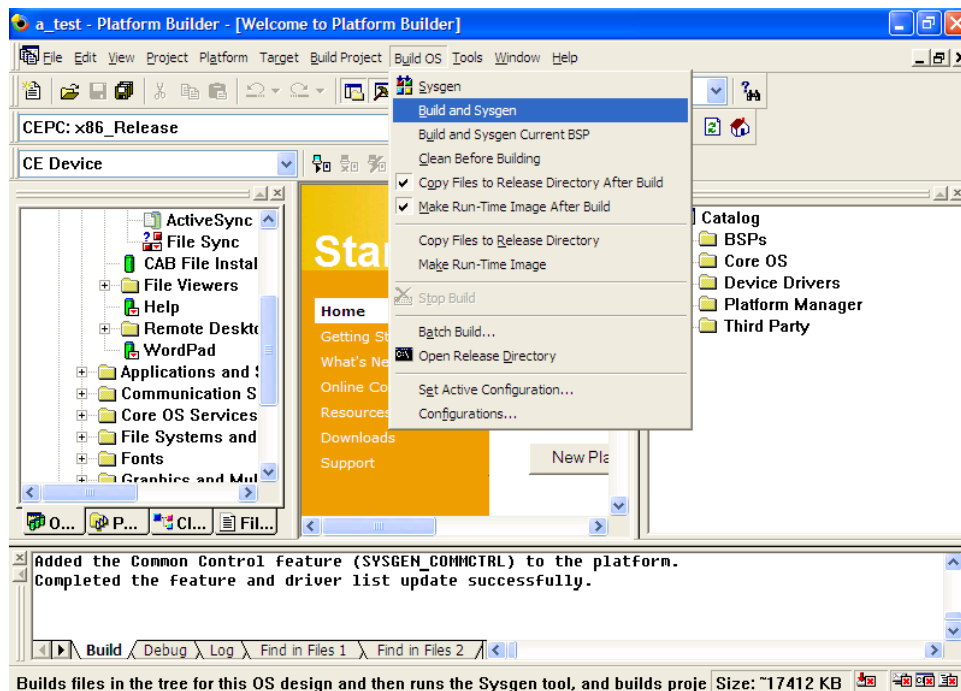 a_test - Platform Builder - [Welcome to Platform Builder]
File Edit View Project Platform Target Build Project Build OS Tools Window Help
Sysgen
Build and Sysgen
Build and Sysgen Current BSP
Clean Before Building
Copy Files to Release Directory After Build
Make Run-Time Image After Build
Copy Files to Release Directory
Make Run-Time Image
Stop Build
Batch Build...
Open Release Directory
Set Active Configuration...
Configurations...
CEPC: x86_Release
CE Device
ActiveSync
File Sync
CAB File Instal
File Viewers
Help
Remote Deskto
WordPad
Applications and
Communication S
Core OS Services
File Systems and
Fonts
Graphics and Mul
O... P... Cl... Fil...
Star
Home
Getting St
What's Ne
Online Co
Resources
Downloads
Support
New Pla
Catalog
BSPs
Core OS
Device Drivers
Platform Manager
Third Party
Added the Common Control feature (SYSGEN_COMMCTRL) to the platform.
Completed the feature and driver list update successfully.
Build Debug Log Find in Files 1 Find in Files 2
Builds files in the tree for this OS design and then runs the Sysgen tool, and builds proje Size: ~17412 KB